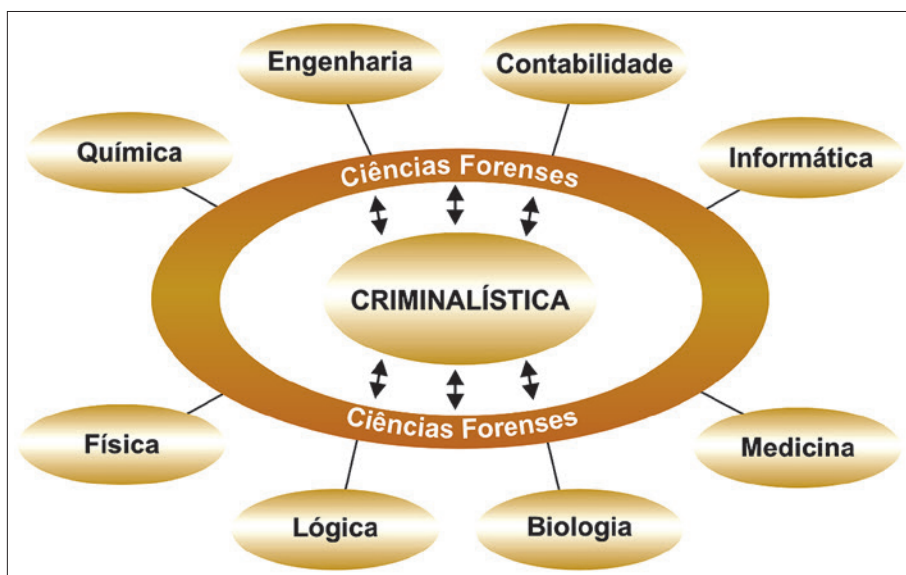 Engenharia
Contabilidade
Química
Informática
Ciências Forenses
CRIMINALÍSTICA
Ciências Forenses
Física
Medicina
Lógica
Biologia